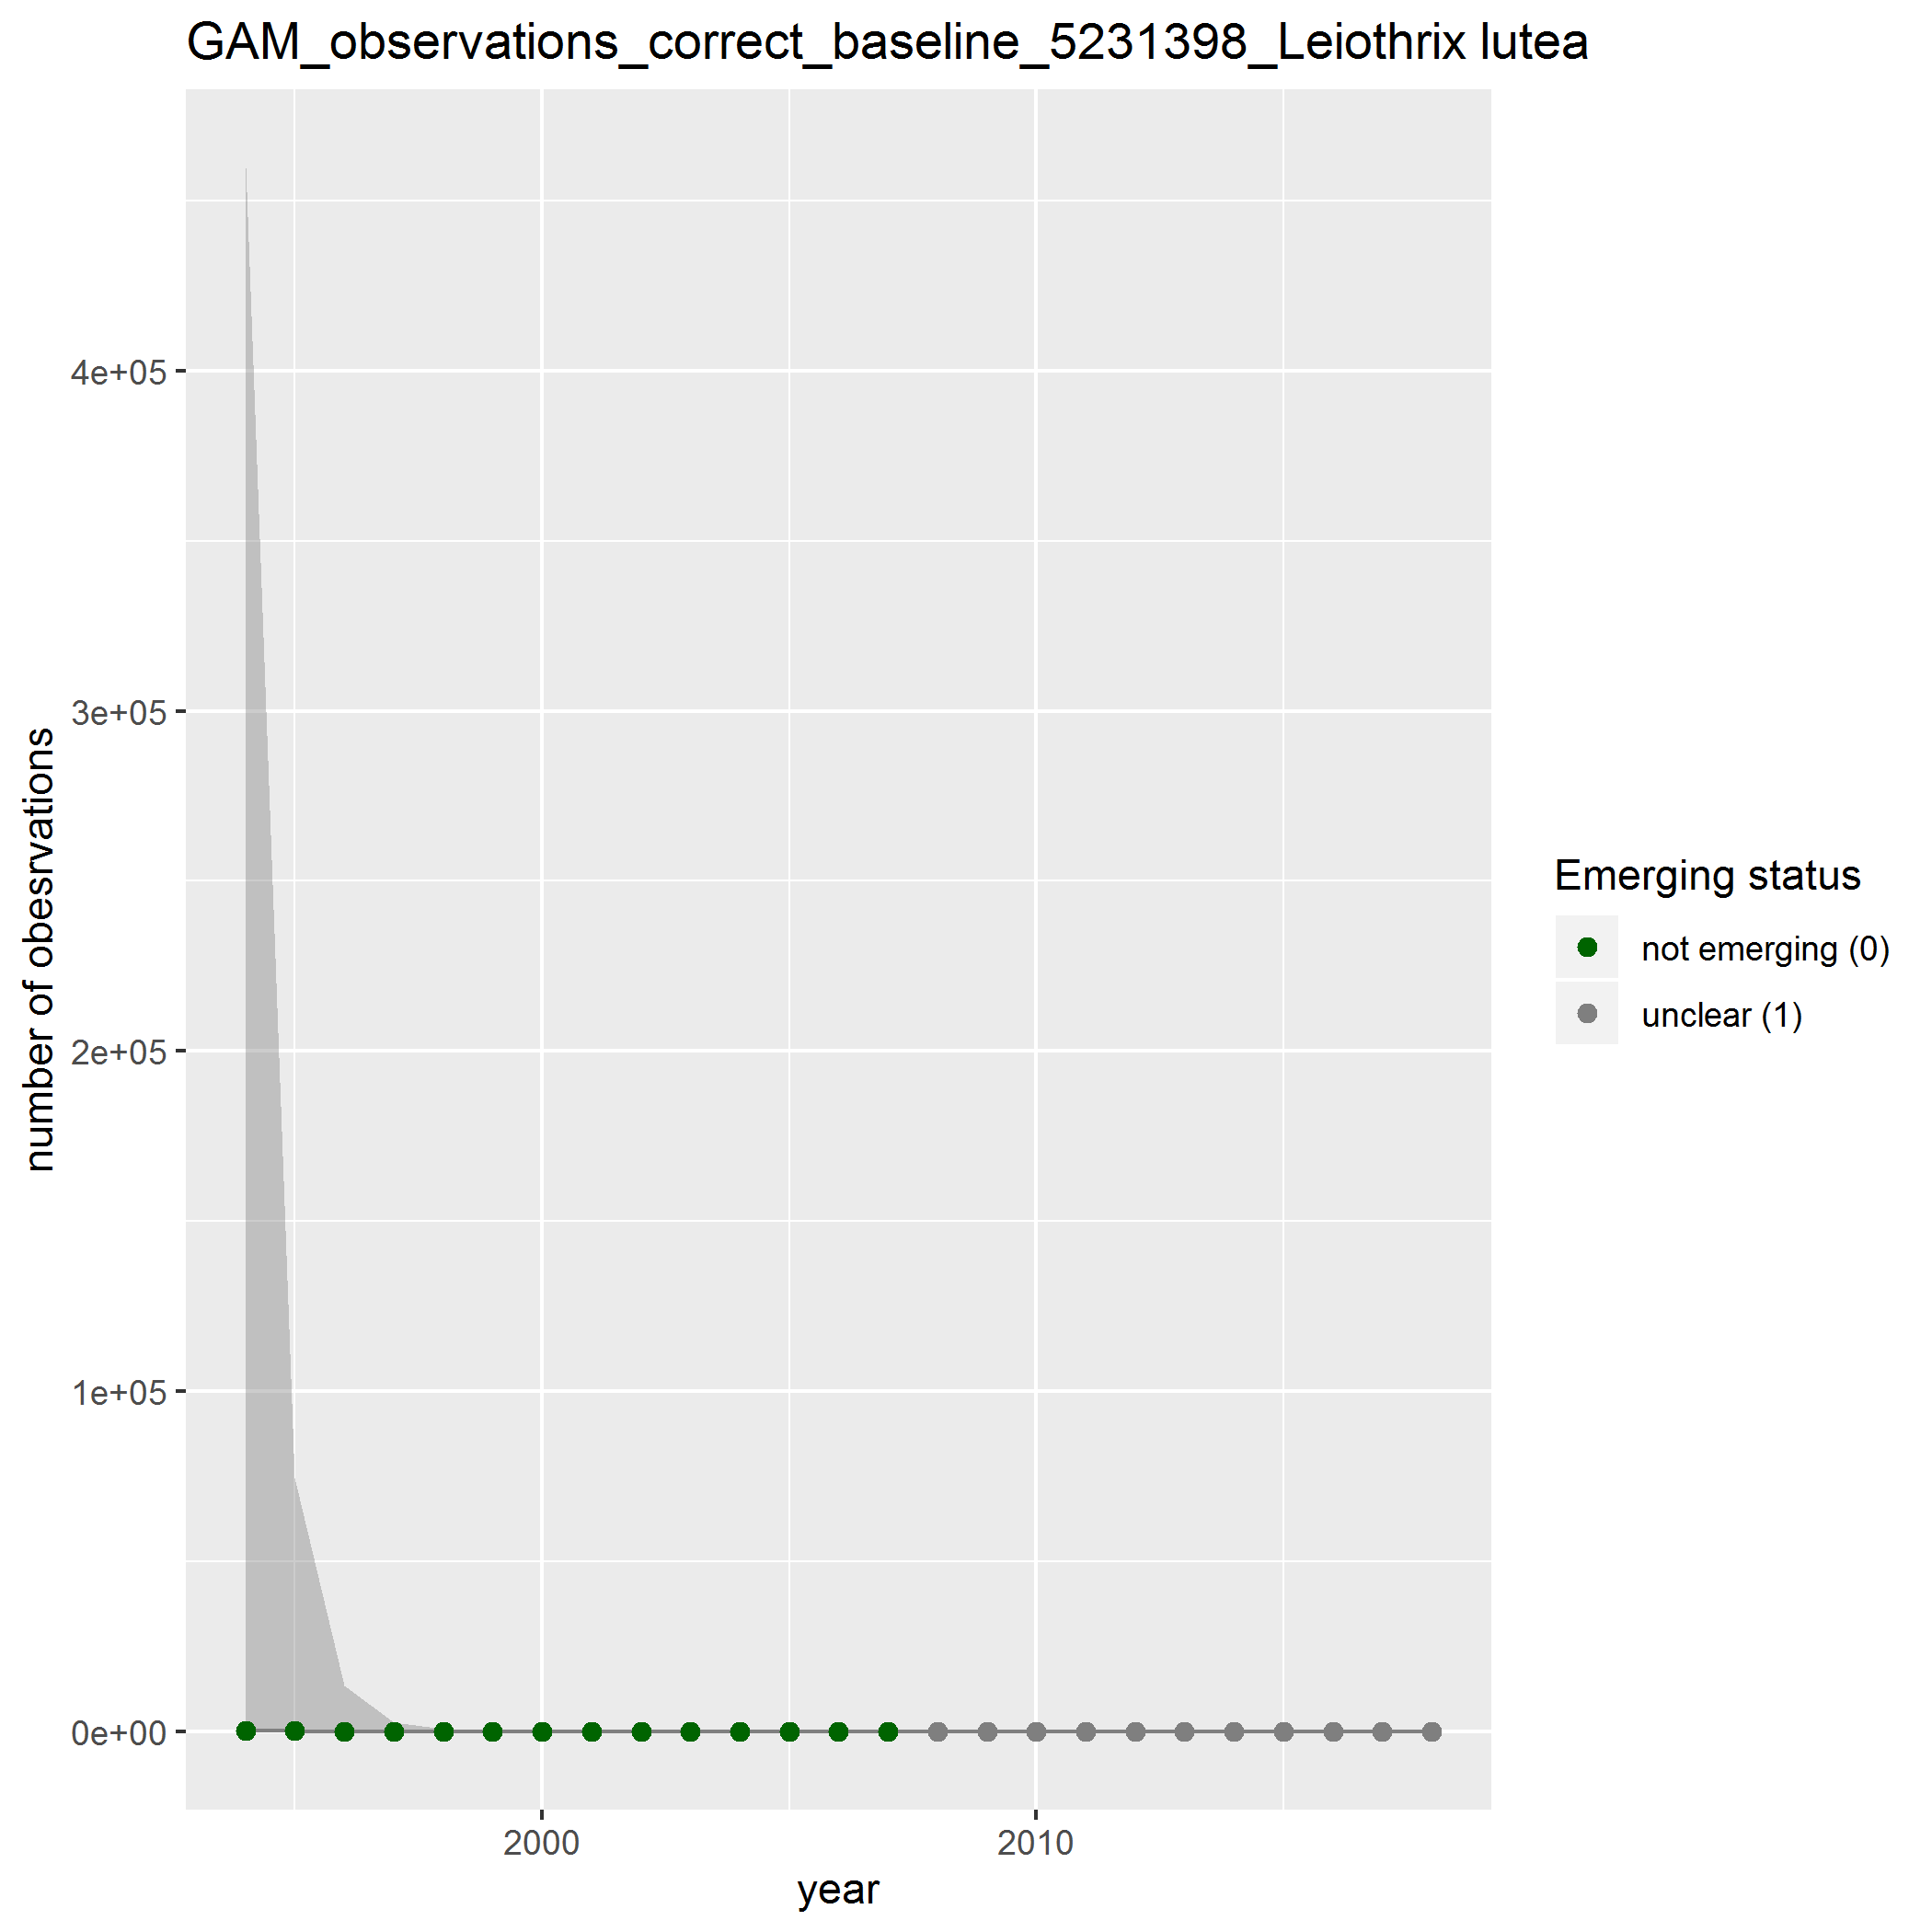 GAM_observations_correct_baseline_5231398_Leiothrix lutea
number of obesrvations
4e+05
3e+05
2e+05
1e+05
0e+00
2000
2010
year
Emerging status
not emerging (0)
unclear (1)